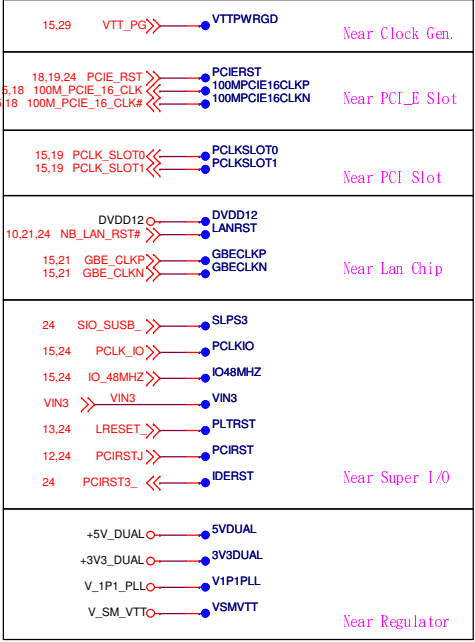 15,29 VTT_PG VTTPWRGD
Near Clock Gen.
18,19,24 PCIE_RST PCIERST
5,18 100M_PCIE_16_CLK 100MPCIE16CLKP
18 100M_PCIE_16_CLK# 100MPCIE16CLKN
Near PCI_E Slot
15,19 PCLK_SLOT0 PCLKSLOT0
15,19 PCLK_SLOT1 PCLKSLOT1
Near PCI Slot
DVDD12 DVDD12
10,21,24 NB_LAN_RST# LANRST
15,21 GBE_CLKP GBECLKP
15,21 GBE_CLKN GBECLKN
Near Lan Chip
24 SIO_SUSB_ SLPS3
15,24 PCLK_IO PCLKIO
15,24 IO_48MHZ IO48MHZ
VIN3 VIN3 VIN3
13,24 LRESET_ PLTRST
12,24 PCIRSTJ PCIRST
24 PCIRST3_ IDERST
Near Super I/O
+5V_DUAL 5VDUAL
+3V3_DUAL 3V3DUAL
V_1P1_PLL V1P1PLL
V_SM_VTT VSMVTT
Near Regulator